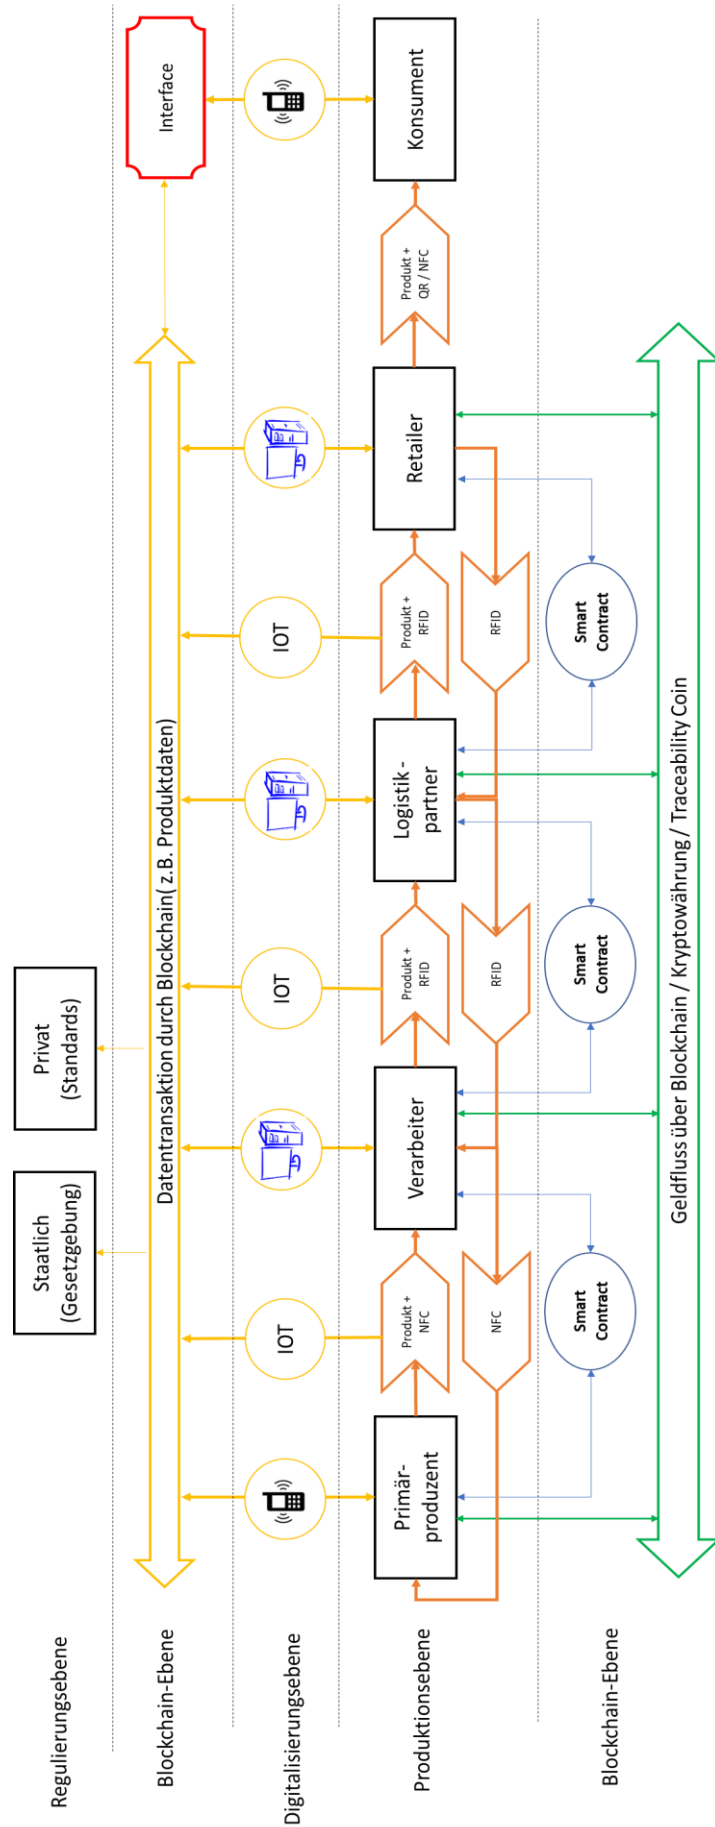 Regulierungsebene
Staatlich
(Gesetzgebung)
Privat
(Standards)
Blockchain-Ebene
Datentransaktion durch Blockchain( z.B. Produktdaten)
Interface
Digitalisierungsebene
IOT
IOT
IOT
Produktionsebene
Primär-
produzent
Produkt +
NFC
Verarbeiter
Produkt +
RFID
Logistik-
partner
Produkt +
RFID
Retailer
Produkt +
QR / NFC
Konsument
NFC
RFID
RFID
Blockchain-Ebene
Smart
Contract
Smart
Contract
Smart
Contract
Geldfluss über Blockchain / Kryptowährung / Traceability Coin